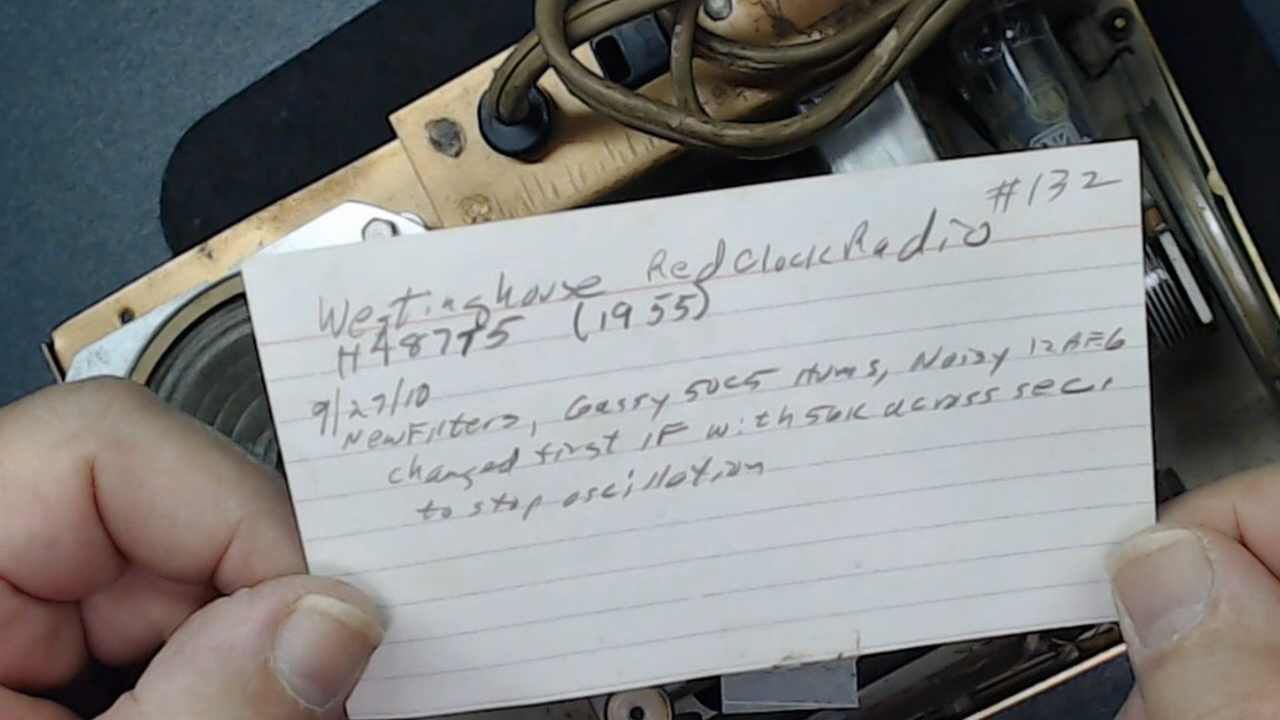 #132
Westinghouse Red Clock Radio
H487T5 (1955)
9/27/10
New Filters, Gassy 50C5 Hums, Noisy 12BF6
changed first IF with 56K across sec.
to stop oscillation